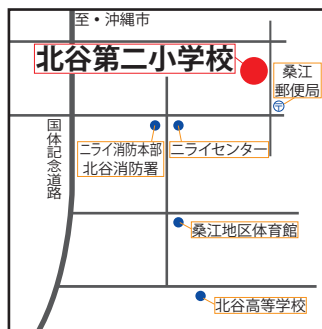 至・沖縄市
北谷第二小学校
桑江
郵便局
国体記念道路
ニライ消防本部
北谷消防署
ニライセンター
桑江地区体育館
北谷高等学校